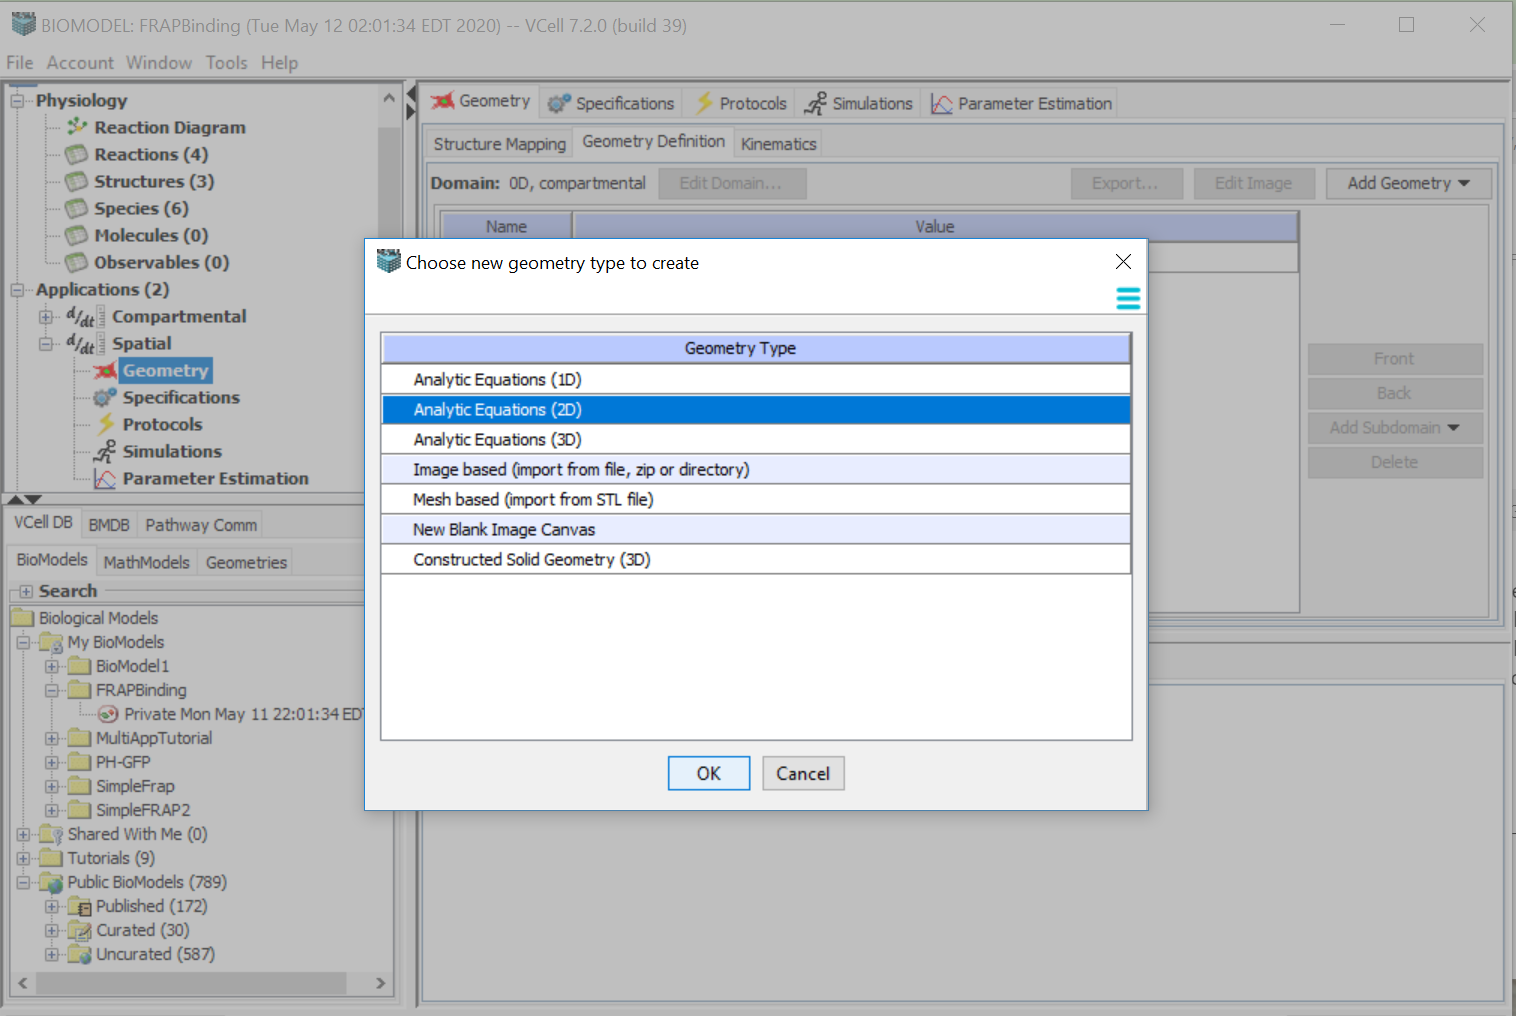 BIOMODEL: FRAPBinding (Tue May 12 02:01:34 EDT 2020) -- VCell 7.2.0 (build 39)
File Account Window Tools Help
Physiology
Reaction Diagram
Reactions (4)
Structures (3)
Species (6)
Molecules (0)
Observables (0)
Applications (2)
d/dt Compartmental
d/dt Spatial
Geometry
Specifications
Protocols
Simulations
Parameter Estimation
VCell DB BMDB Pathway Comm
BioModels MathModels Geometries
Search
Biological Models
My BioModels
BioModel1
FRAPBinding
Private Mon May 11 22:01:34 EDT
MultiAppTutorial
PH-GFP
SimpleFrap
SimpleFRAP2
Shared With Me (0)
Tutorials (9)
Public BioModels (789)
Published (172)
Curated (30)
Uncurated (587)
Geometry Specifications Protocols Simulations Parameter Estimation
Structure Mapping Geometry Definition Kinematics
Domain: 0D, compartmental Edit Domain... Export... Edit Image Add Geometry
Name Value
Front
Back
Add Subdomain
Delete
Choose new geometry type to create
Geometry Type
Analytic Equations (1D)
Analytic Equations (2D)
Analytic Equations (3D)
Image based (import from file, zip or directory)
Mesh based (import from STL file)
New Blank Image Canvas
Constructed Solid Geometry (3D)
OK Cancel